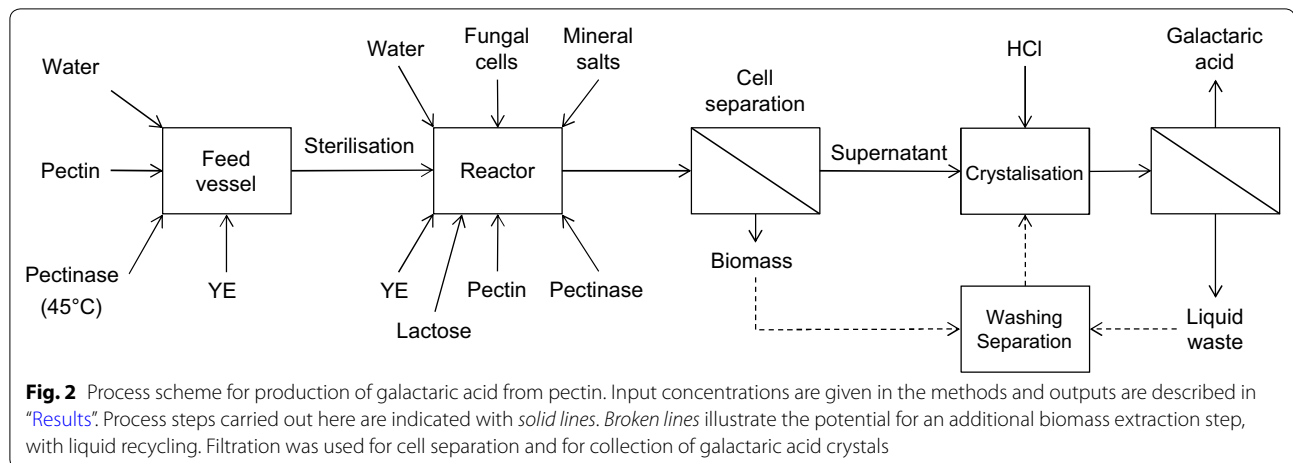 Water
Pectin
Pectinase
(45°C)
YE
Feed
vessel
Sterilisation
Water
Fungal
cells
Mineral
salts
Reactor
YE
Lactose
Pectin
Pectinase
Cell
separation
Biomass
Supernatant
HCl
Crystalisation
Washing
Separation
Galactaric
acid
Liquid
waste
Fig. 2 Process scheme for production of galactaric acid from pectin. Input concentrations are given in the methods and outputs are described in
“Results”. Process steps carried out here are indicated with solid lines. Broken lines illustrate the potential for an additional biomass extraction step,
with liquid recycling. Filtration was used for cell separation and for collection of galactaric acid crystals